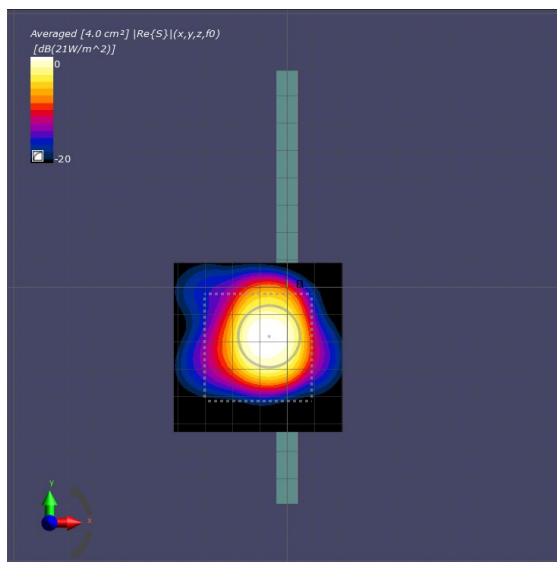 Averaged [4.0 cm²] |Re{S}|(x,y,z,f0)
[dB(21W/m^2)]
0
-20
y
x